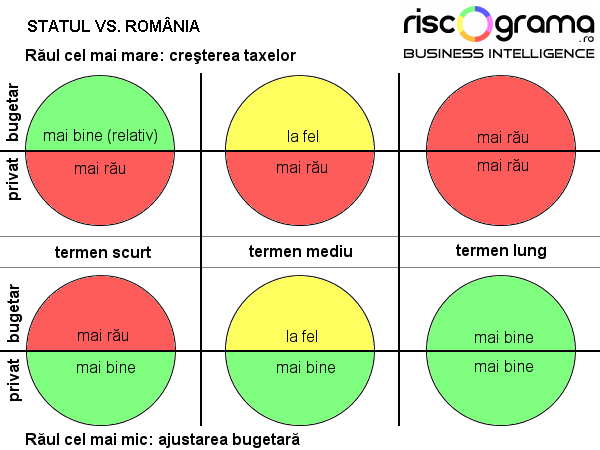 STATUL VS. ROMÂNIA
riscograma
.ro
BUSINESS INTELLIGENCE
Răul cel mai mare: creşterea taxelor
bugetar
mai bine (relativ)
la fel
mai rău
privat
mai rău
mai rău
mai rău
termen scurt
termen mediu
termen lung
bugetar
mai rău
la fel
mai bine
privat
mai bine
mai bine
mai bine
Răul cel mai mic: ajustarea bugetară